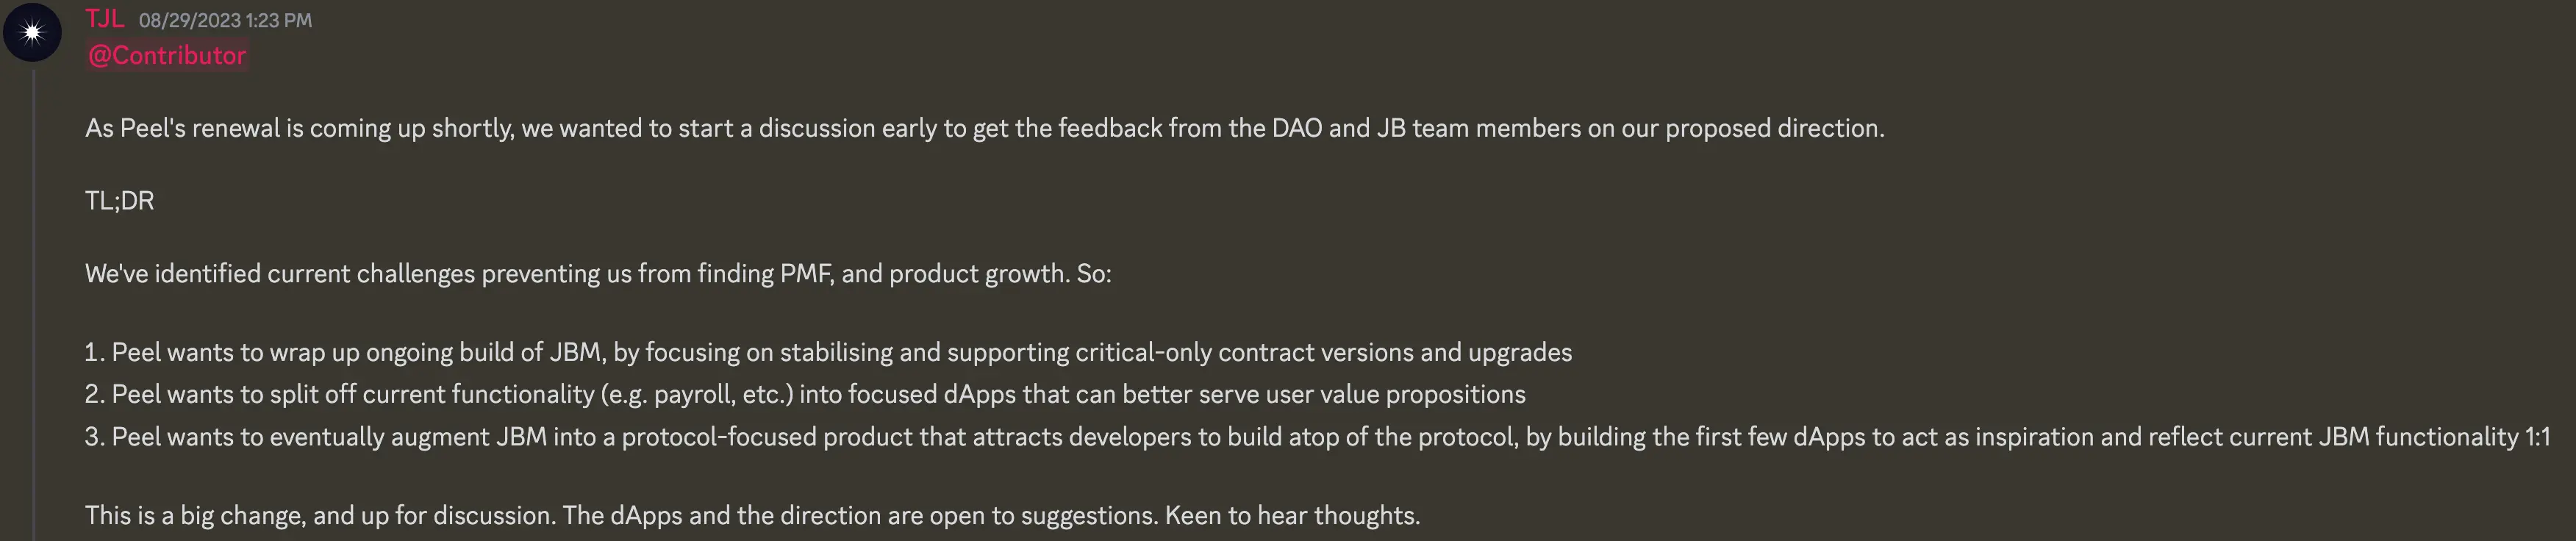 TJL 08/29/2023 1:23 PM
@Contributor
As Peel's renewal is coming up shortly, we wanted to start a discussion early to get the feedback from the DAO and JB team members on our proposed direction.
TL;DR
We've identified current challenges preventing us from finding PMF, and product growth. So:
1. Peel wants to wrap up ongoing build of JBM, by focusing on stabilising and supporting critical-only contract versions and upgrades
2. Peel wants to split off current functionality (e.g. payroll, etc.) into focused dApps that can better serve user value propositions
3. Peel wants to eventually augment JBM into a protocol-focused product that attracts developers to build atop of the protocol, by building the first few dApps to act as inspiration and reflect current JBM functionality 1:1
This is a big change, and up for discussion. The dApps and the direction are open to suggestions. Keen to hear thoughts.